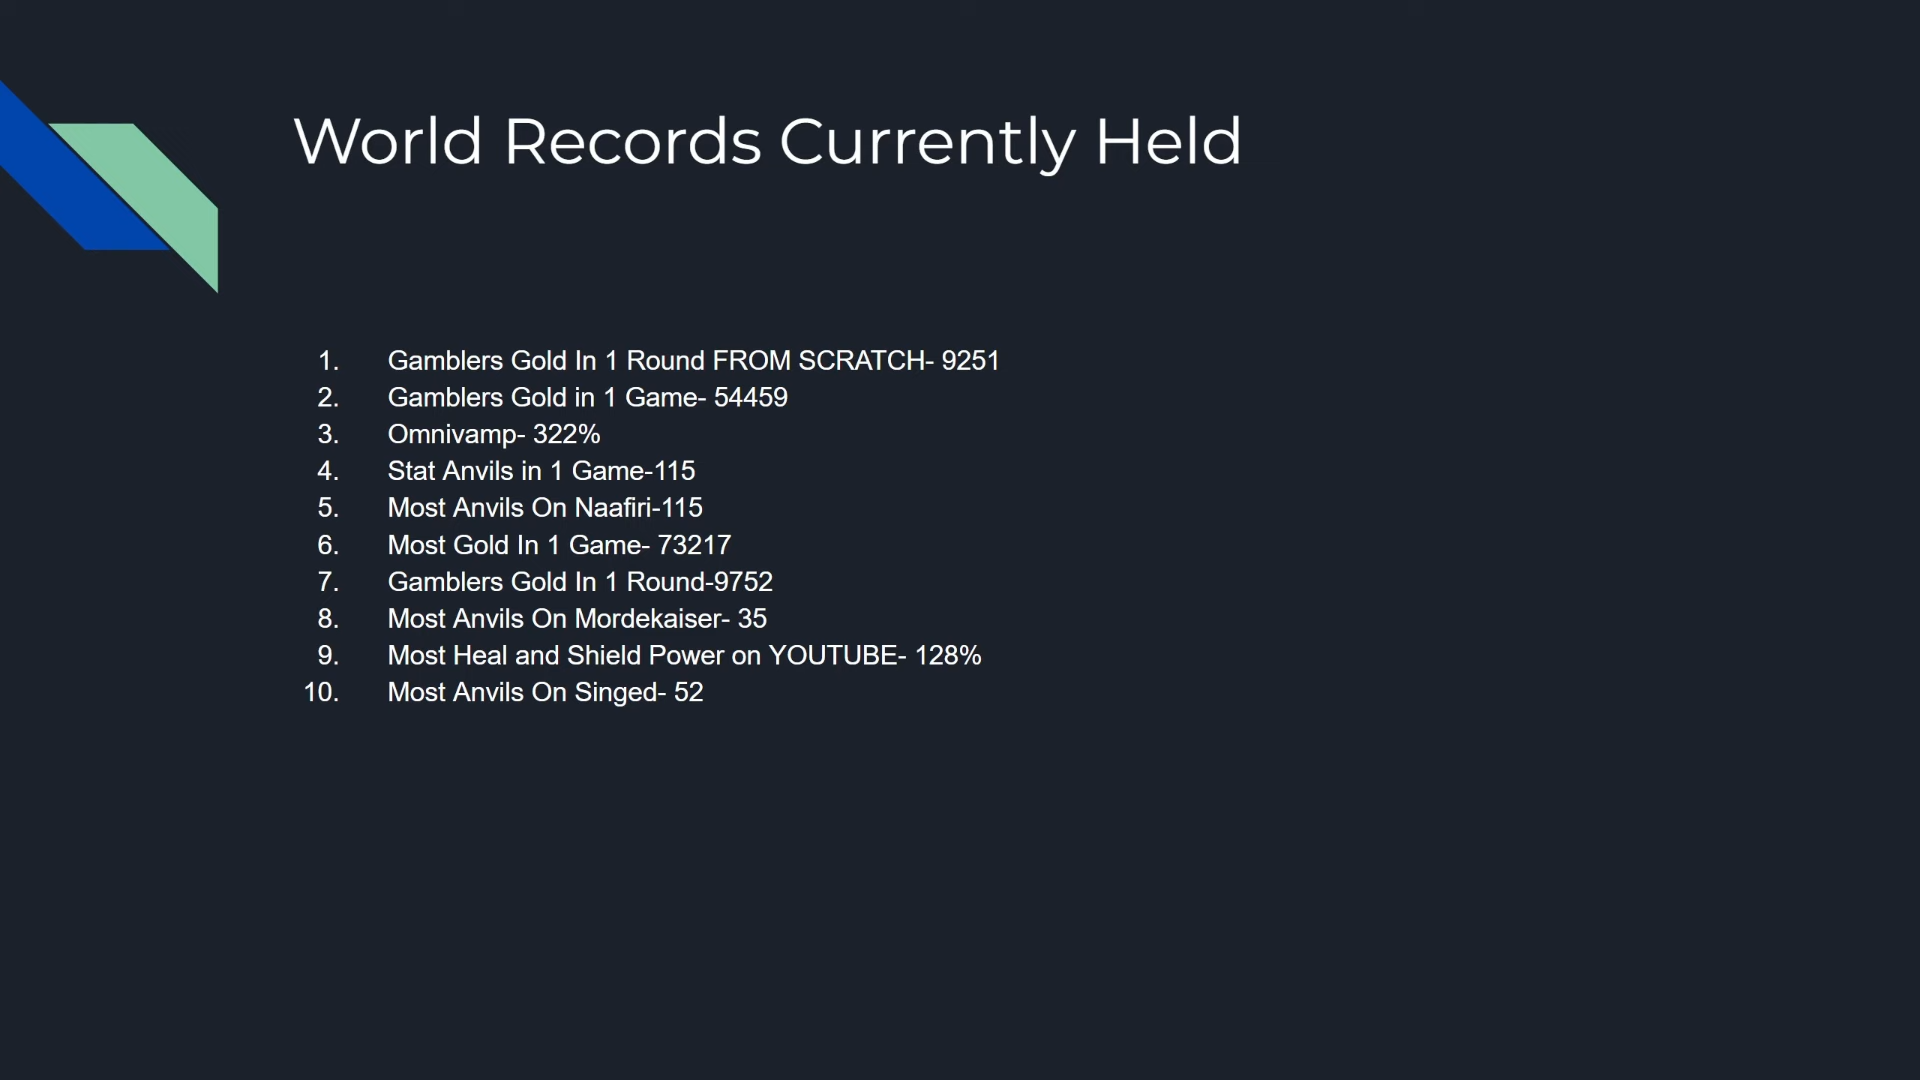 World Records Currently Held
1. Gamblers Gold In 1 Round FROM SCRATCH- 9251
2. Gamblers Gold in 1 Game- 54459
3. Omnivamp- 322%
4. Stat Anvils in 1 Game-115
5. Most Anvils On Naafiri-115
6. Most Gold In 1 Game- 73217
7. Gamblers Gold In 1 Round-9752
8. Most Anvils On Mordekaiser- 35
9. Most Heal and Shield Power on YOUTUBE- 128%
10. Most Anvils On Singed- 52